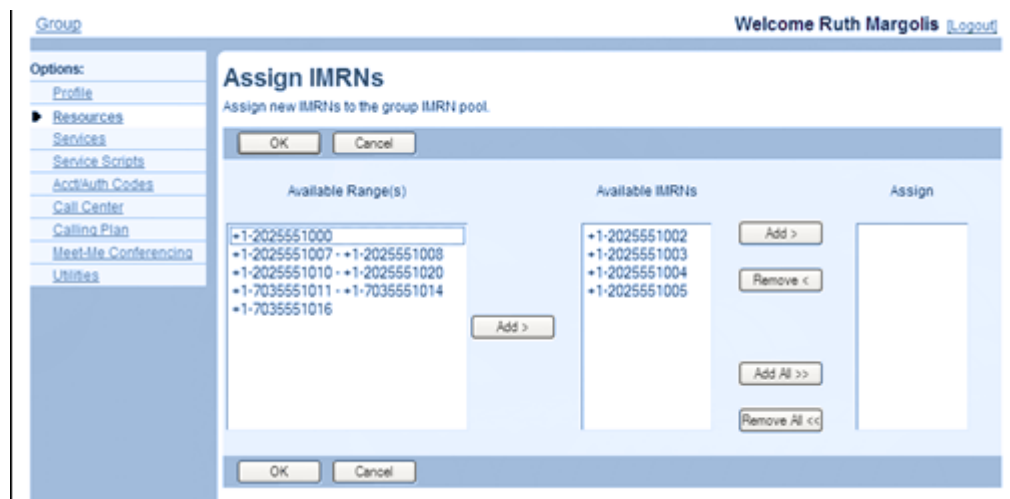 Group
Welcome Ruth Margolis [Logout]
Options:
Profile
Resources
Services
Service Scripts
Acct/Auth Codes
Call Center
Calling Plan
Meet-Me Conferencing
Utilities
Assign IMRNs
Assign new IMRNs to the group IMRN pool.
OK Cancel
Available Range(s)
+1-2025551000
+1-2025551007 - +1-2025551008
+1-2025551010 - +1-2025551020
+1-7035551011 - +1-7035551014
+1-7035551016
Add >
Available IMRNs
+1-2025551002
+1-2025551003
+1-2025551004
+1-2025551005
Add >
Remove <
Add All >>
Remove All <<
Assign
OK Cancel